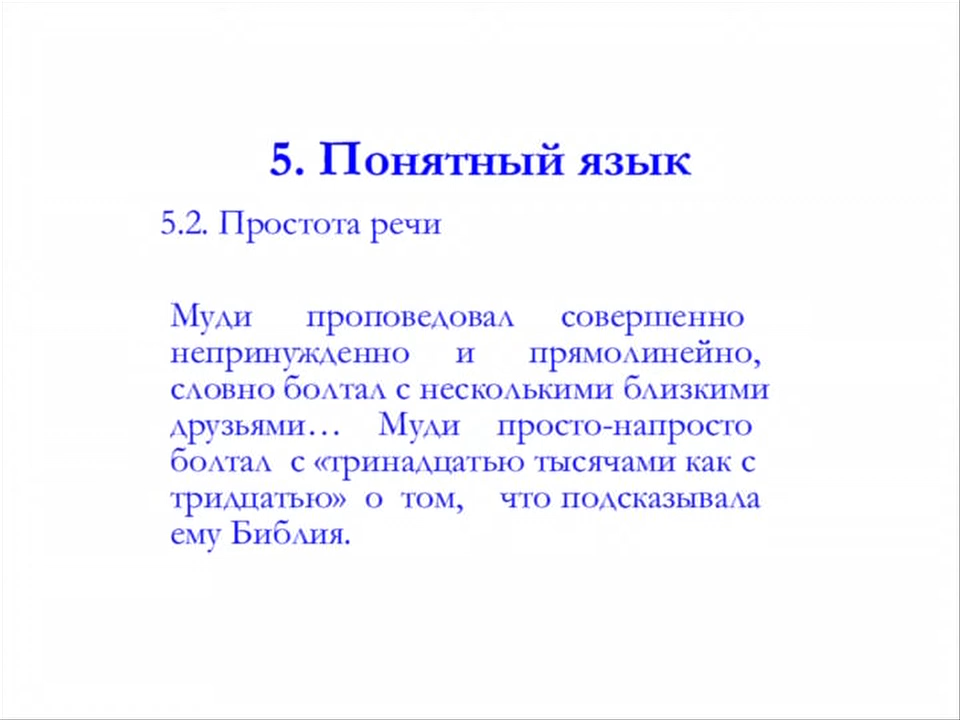 5. Понятный язык
5.2. Простота речи
Муди проповедовал совершенно
непринужденно и прямолинейно,
словно болтал с несколькими близкими
друзьями… Муди просто-напросто
болтал с «тринадцатью тысячами как с
тридцатью» о том, что подсказывала
ему Библия.